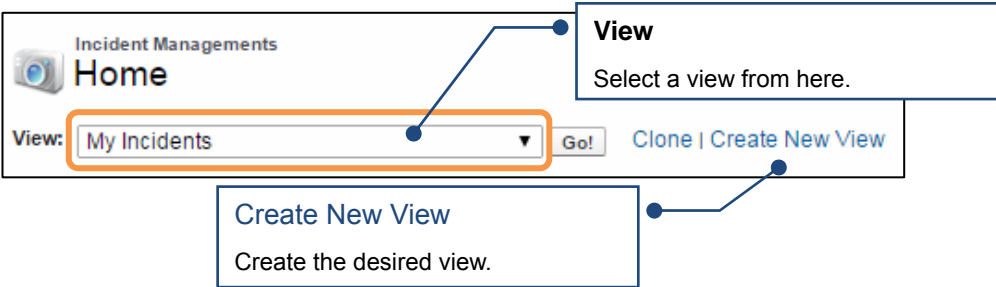 Incident Managements
Home
View
Select a view from here.
View:
My Incidents
Go!
Clone | Create New View
Create New View
Create the desired view.